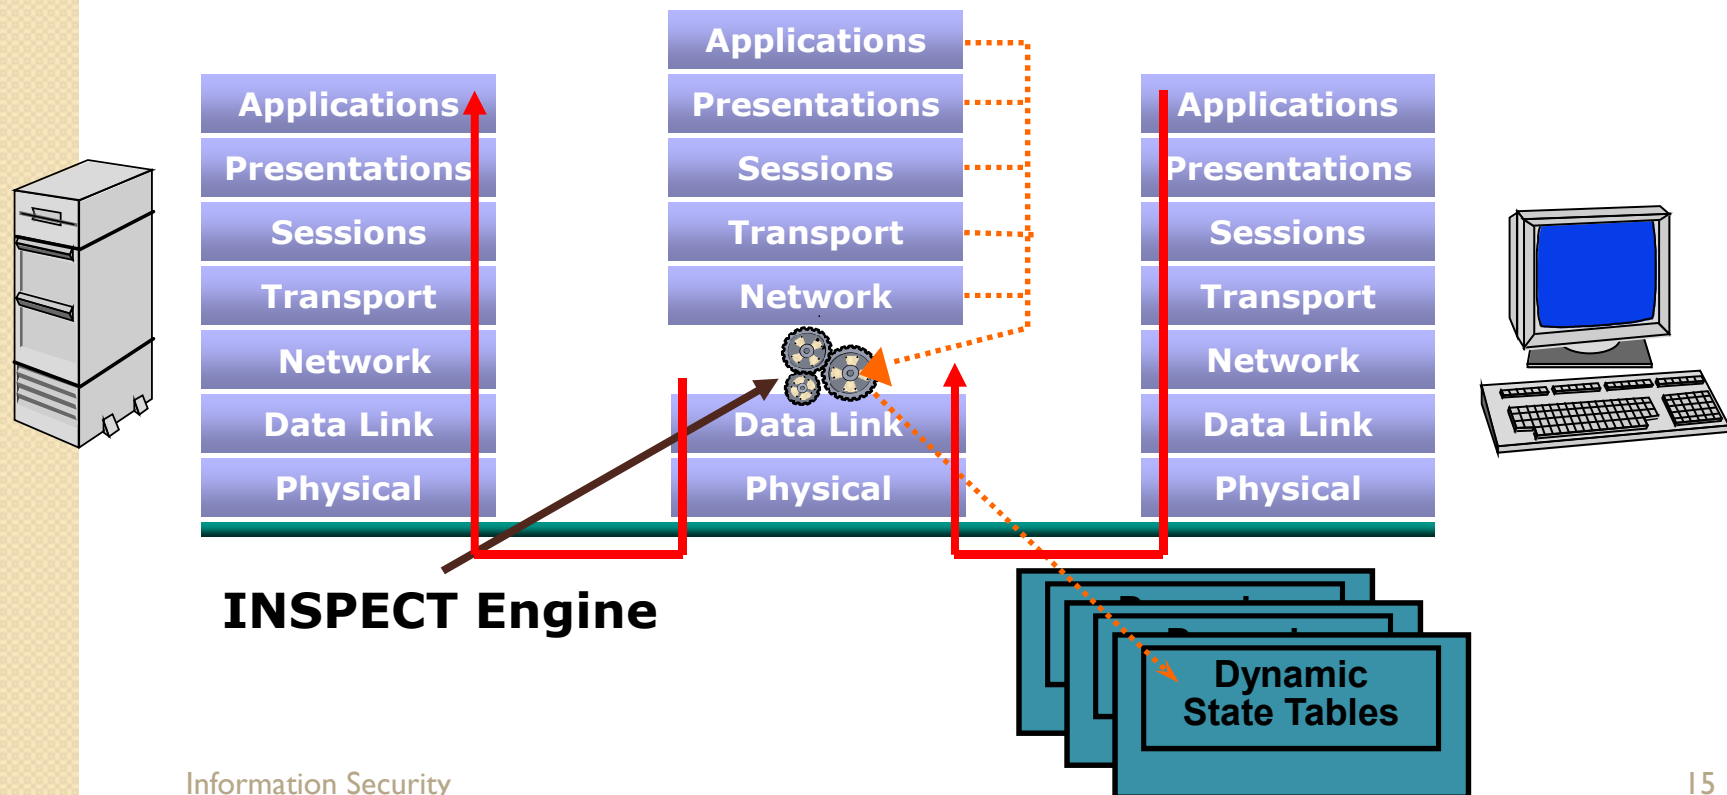 Applications
Presentations
Sessions
Transport
Network
Data Link
Physical
Applications
Presentations
Sessions
Transport
Network
Data Link
Physical
Applications
Presentations
Sessions
Transport
Network
Data Link
Physical
INSPECT Engine
Dynamic
State Tables
Information Security
15